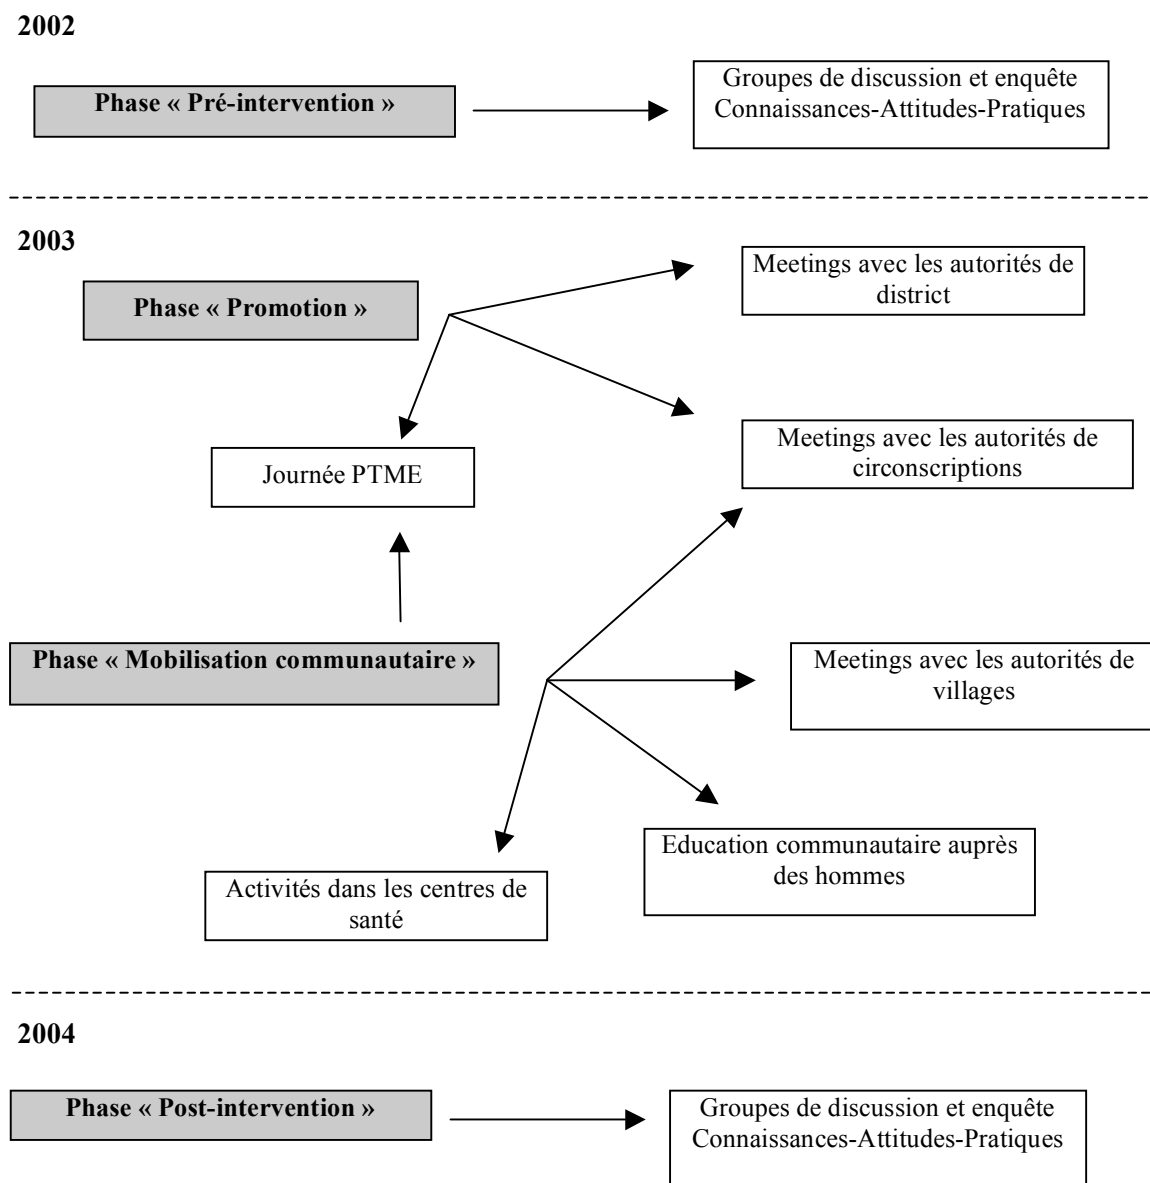 2002
Phase « Pré-intervention »
Groupes de discussion et enquête
Connaissances-Attitudes-Pratiques
2003
Phase « Promotion »
Meetings avec les autorités de
district
Meetings avec les autorités de
circonscriptions
Journée PTME
Phase « Mobilisation communautaire »
Meetings avec les autorités de
villages
Education communautaire auprès
des hommes
Activités dans les centres de
santé
2004
Phase « Post-intervention »
Groupes de discussion et enquête
Connaissances-Attitudes-Pratiques